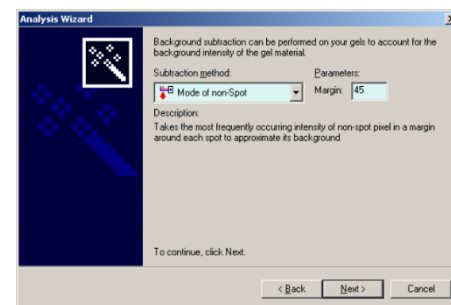 Analysis Wizard
Background subtraction can be performed on your gels to account for the
background intensity of the gel material.
Subtraction method: Parameters:
Mode of non-Spot Margin: 45
Description:
Takes the most frequently occurring intensity of non-spot pixel in a margin
around each spot to approximate its background
To continue, click Next.
< Back Next > Cancel